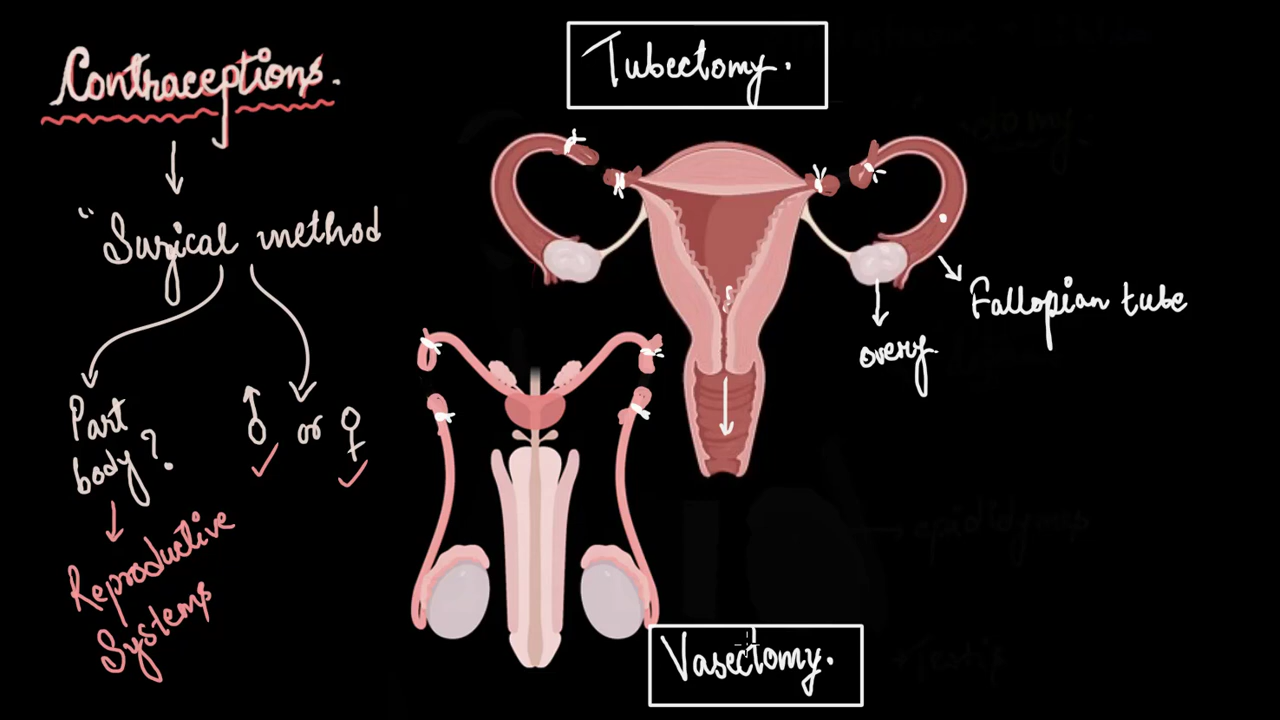 Contraceptions.
"Surgical method
Part
body?
♂ or ♀
Reproductive
Systems
Tubectomy.
Fallopian tube
overy
Vasectomy.